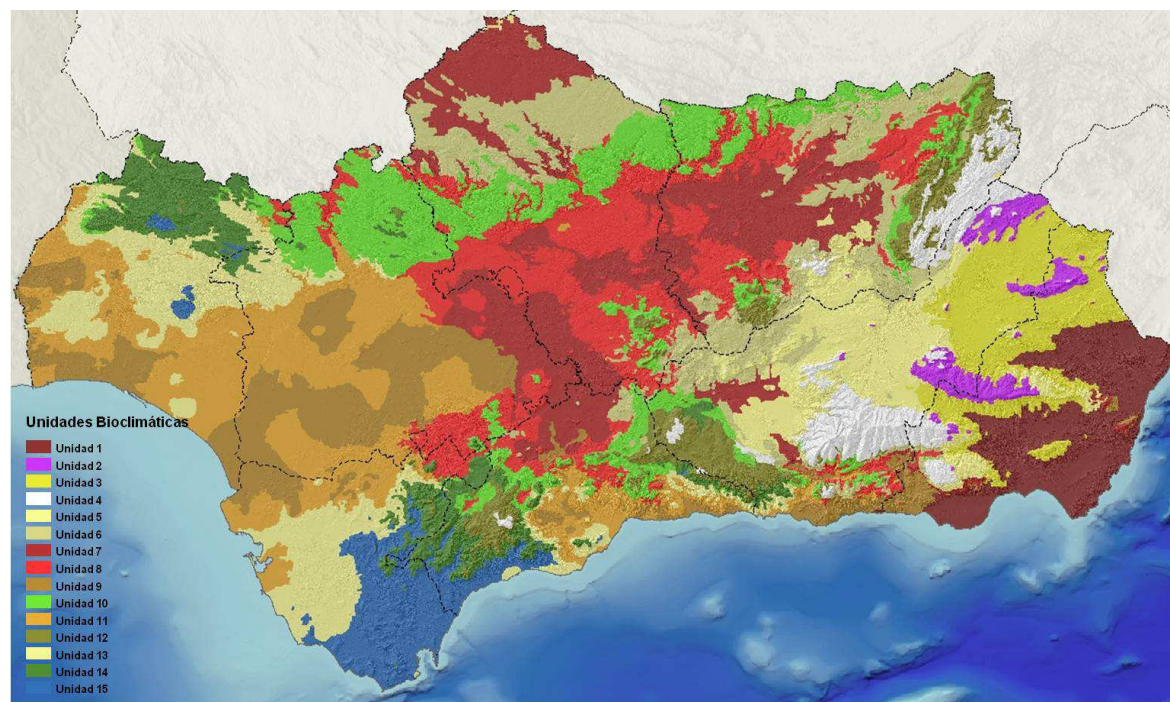 Unidades Bioclimáticas
Unidad 1
Unidad 2
Unidad 3
Unidad 4
Unidad 5
Unidad 6
Unidad 7
Unidad 8
Unidad 9
Unidad 10
Unidad 11
Unidad 12
Unidad 13
Unidad 14
Unidad 15